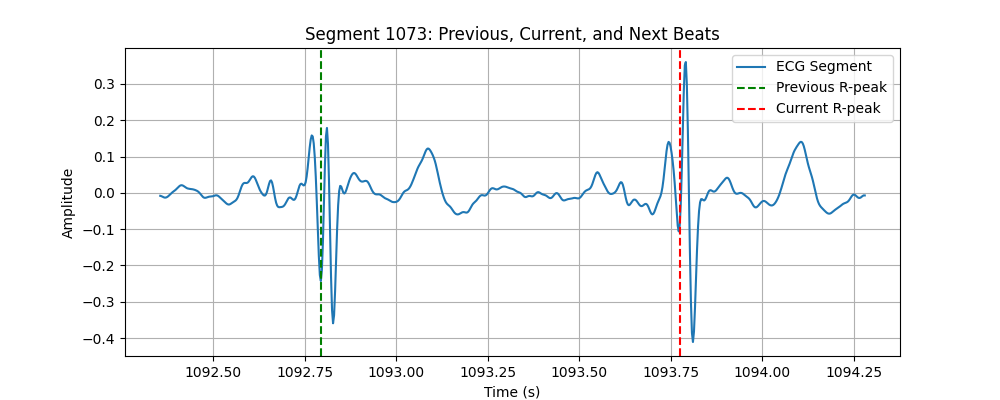 Segment 1073: Previous, Current, and Next Beats
ECG Segment
Previous R-peak
Current R-peak
Amplitude
0.3
0.2
0.1
0.0
−0.1
−0.2
−0.3
−0.4
1092.50 1092.75 1093.00 1093.25 1093.50 1093.75 1094.00 1094.25
Time (s)